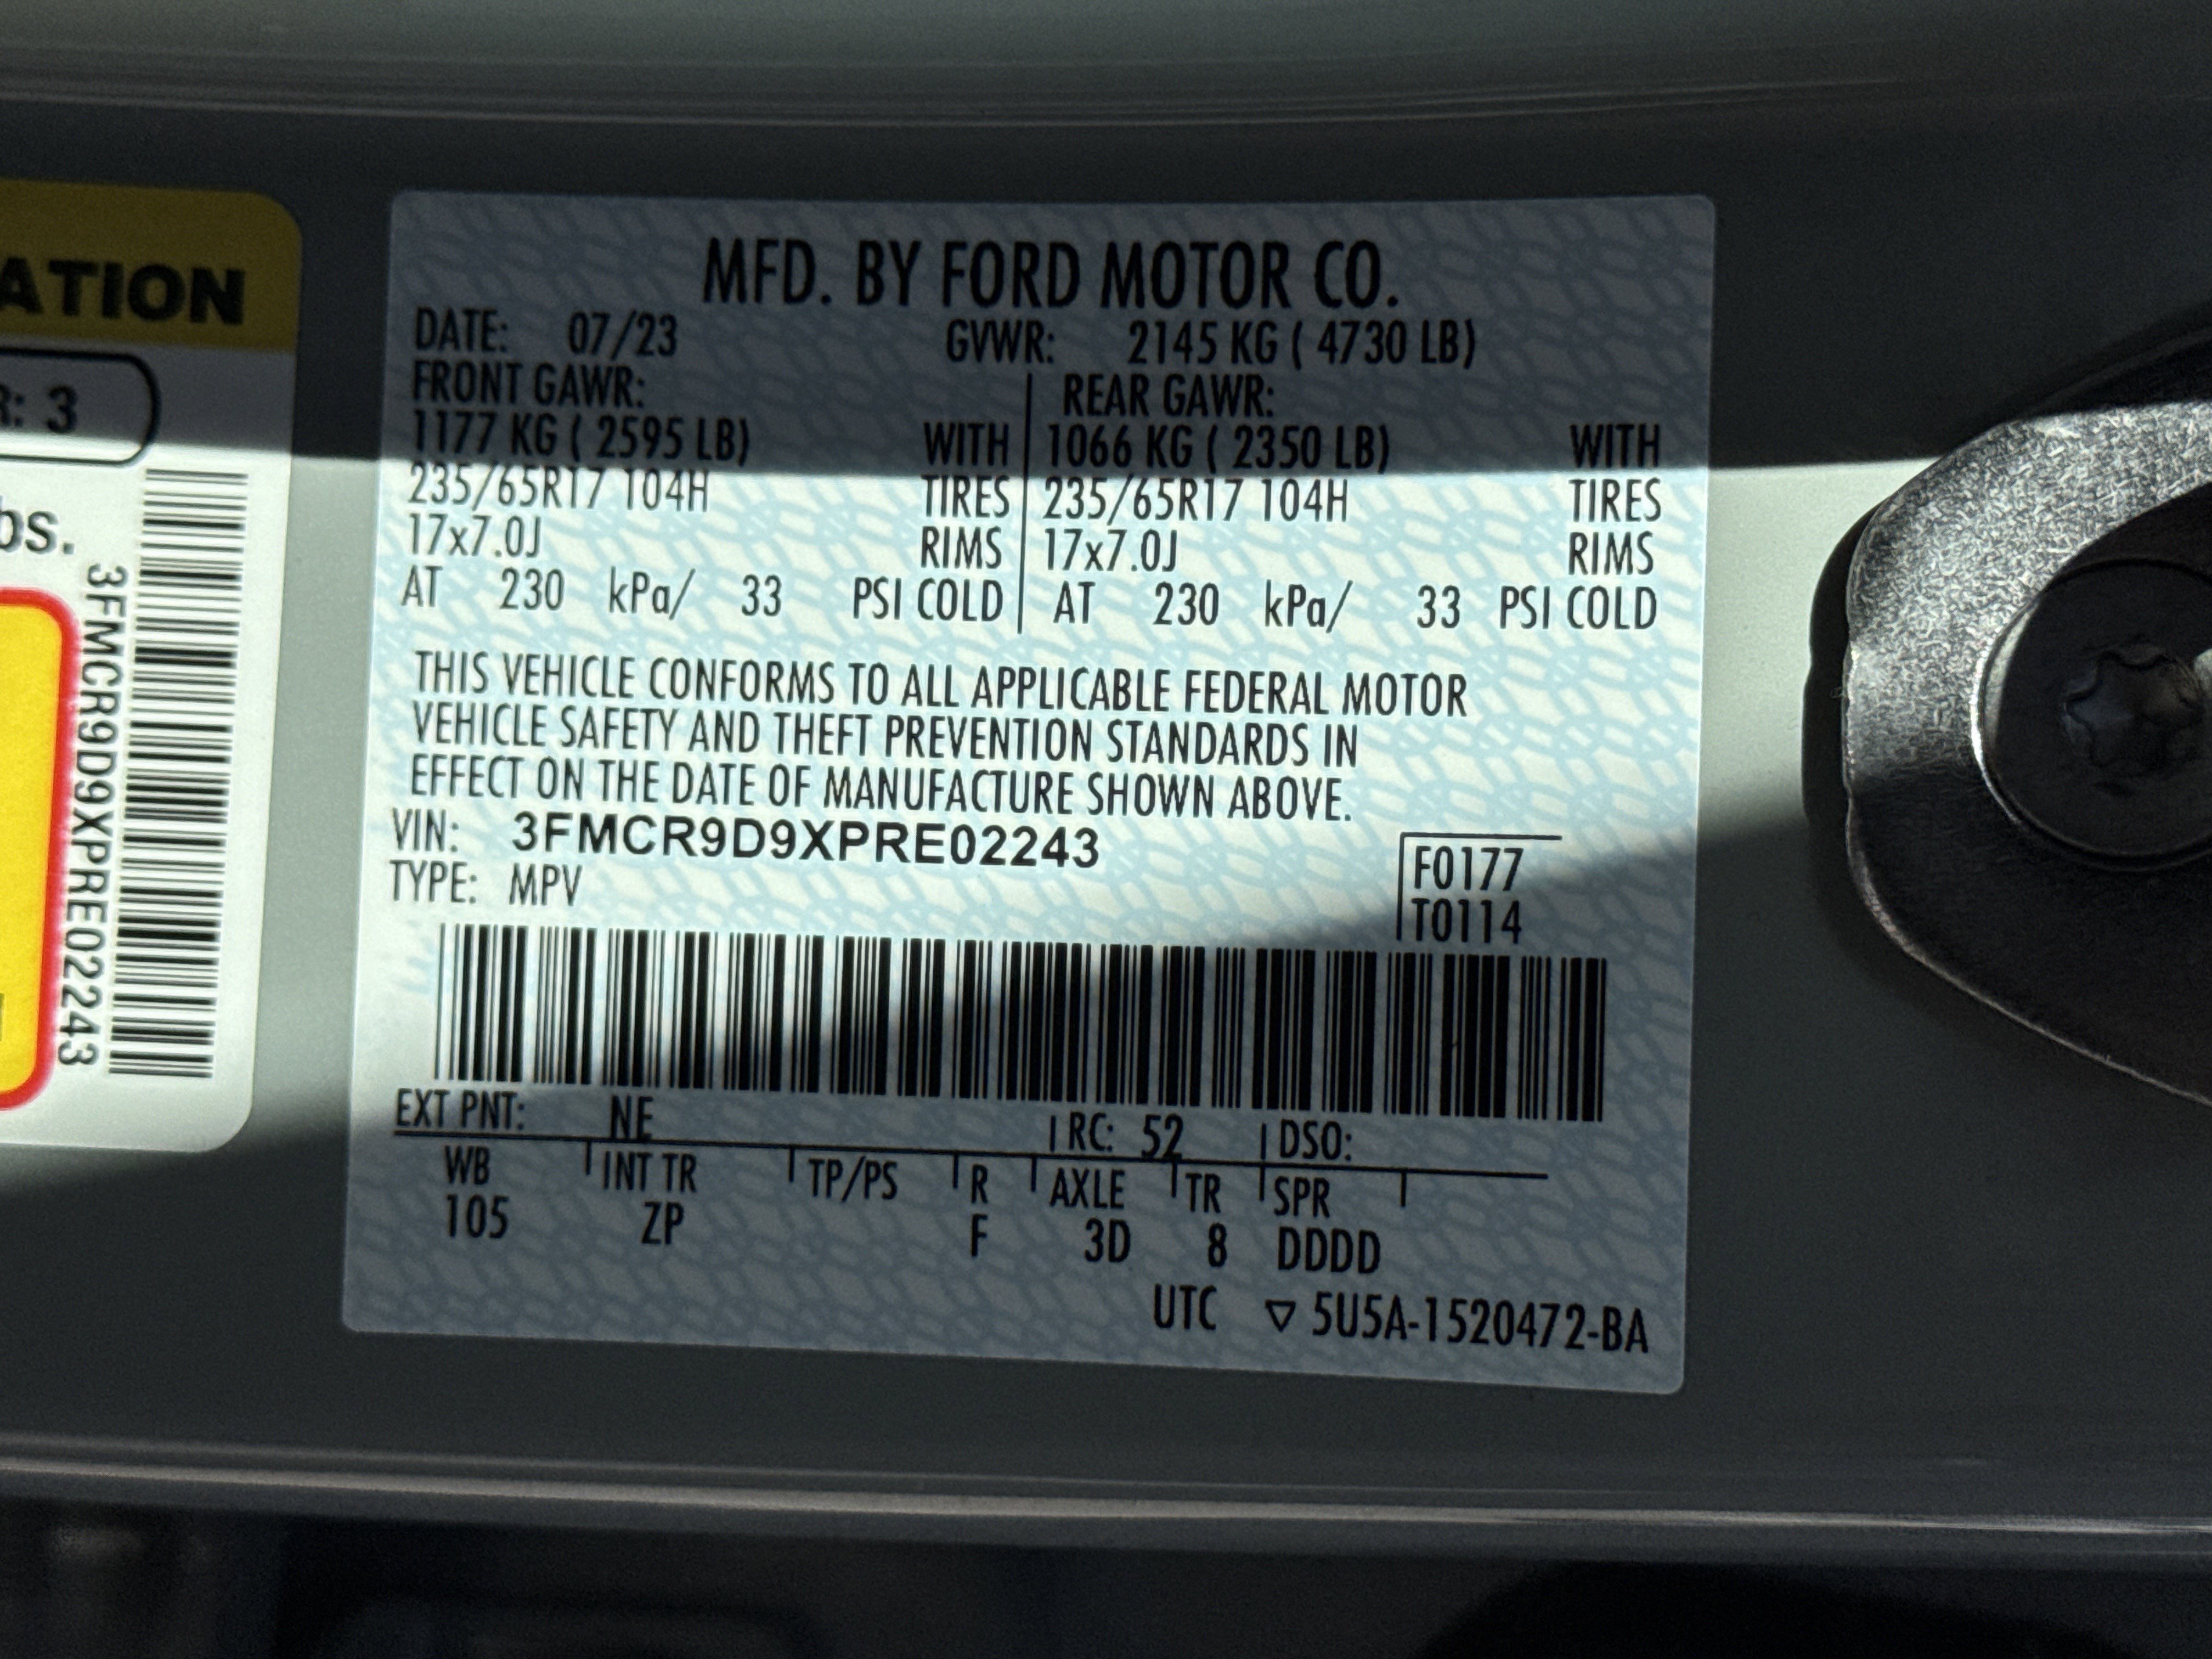 ATION
R: 3
bs.
3FMCR9D9XPRE02243
MFD. BY FORD MOTOR CO.
DATE: 07/23 GVWR: 2145 KG ( 4730 LB)
FRONT GAWR: REAR GAWR:
1177 KG ( 2595 LB) WITH 1066 KG ( 2350 LB) WITH
235/65R17 104H TIRES 235/65R17 104H TIRES
17x7.0J RIMS 17x7.0J RIMS
AT 230 kPa/ 33 PSI COLD AT 230 kPa/ 33 PSI COLD
THIS VEHICLE CONFORMS TO ALL APPLICABLE FEDERAL MOTOR
VEHICLE SAFETY AND THEFT PREVENTION STANDARDS IN
EFFECT ON THE DATE OF MANUFACTURE SHOWN ABOVE.
VIN: 3FMCR9D9XPRE02243
TYPE: MPV
F0177
T0114
EXT PNT: NE RC: 52 DSO:
WB INT TR TP/PS R AXLE TR SPR
105 ZP F 3D 8 DDDD
UTC ▽ 5U5A-1520472-BA